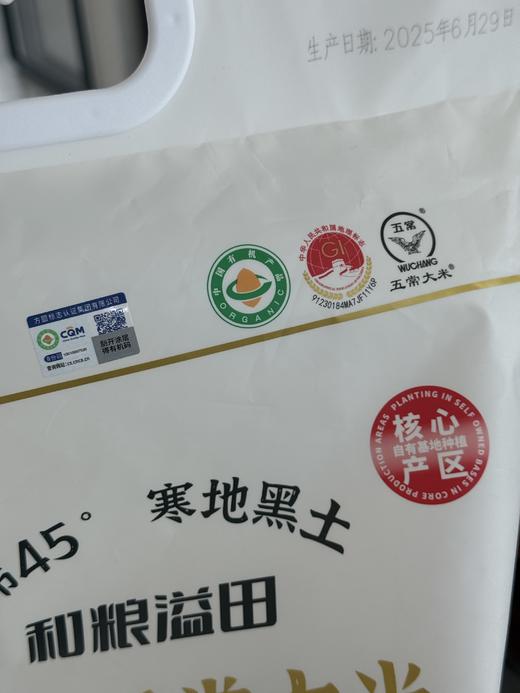 生产日期: 2025年6月29日
五常
WUCHANG
五常大米
中华人民共和国地理标志
GI
91230184MA7JF1116P
中国有机产品
ORGANIC
方圆标志认证集团有限公司
CQM
刮开涂层
得有机码
核心
自有基地种植
产区
PLANTING IN SELF OWNED BASES IN CORE PRODUCTION AREAS
45° 寒地黑土
和粮溢田